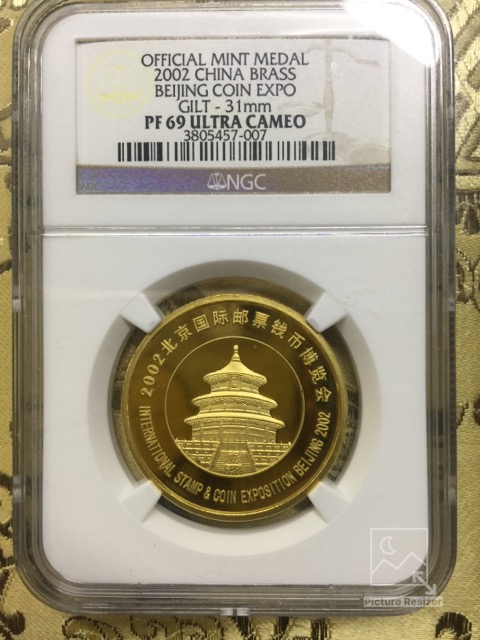 OFFICIAL MINT MEDAL
2002 CHINA BRASS
BEIJING COIN EXPO
GILT - 31mm
PF 69 ULTRA CAMEO
3805457-007
NGC
2002北京国际邮票钱币博览会
INTERNATIONAL STAMP & COIN EXPOSITION BEIJING 2002
Picture Resizer